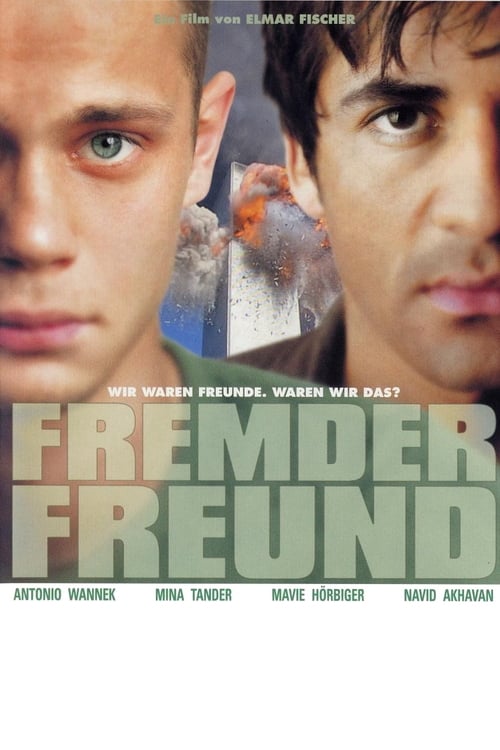 Ein Film von ELMAR FISCHER
WIR WAREN FREUNDE. WAREN WIR DAS?
FREMDER
FREUND
ANTONIO WANNEK MINA TANDER MAVIE HÖRBIGER NAVID AKHAVAN